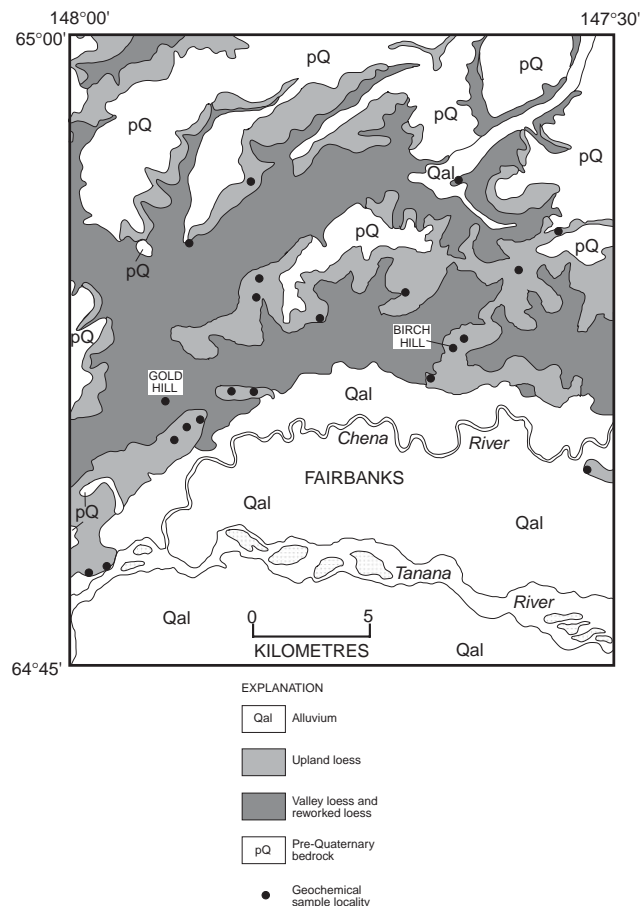 148°00'
147°30'
65°00'
pQ
pQ
pQ
pQ
pQ
Qal
pQ
pQ
pQ
pQ
BIRCH
HILL
GOLD
HILL
Qal
Chena River
FAIRBANKS
pQ
Qal
Qal
Tanana
River
Qal
0 5
KILOMETRES
Qal
64°45'
EXPLANATION
Qal Alluvium
Upland loess
Valley loess and
reworked loess
pQ Pre-Quaternary
bedrock
Geochemical
sample locality